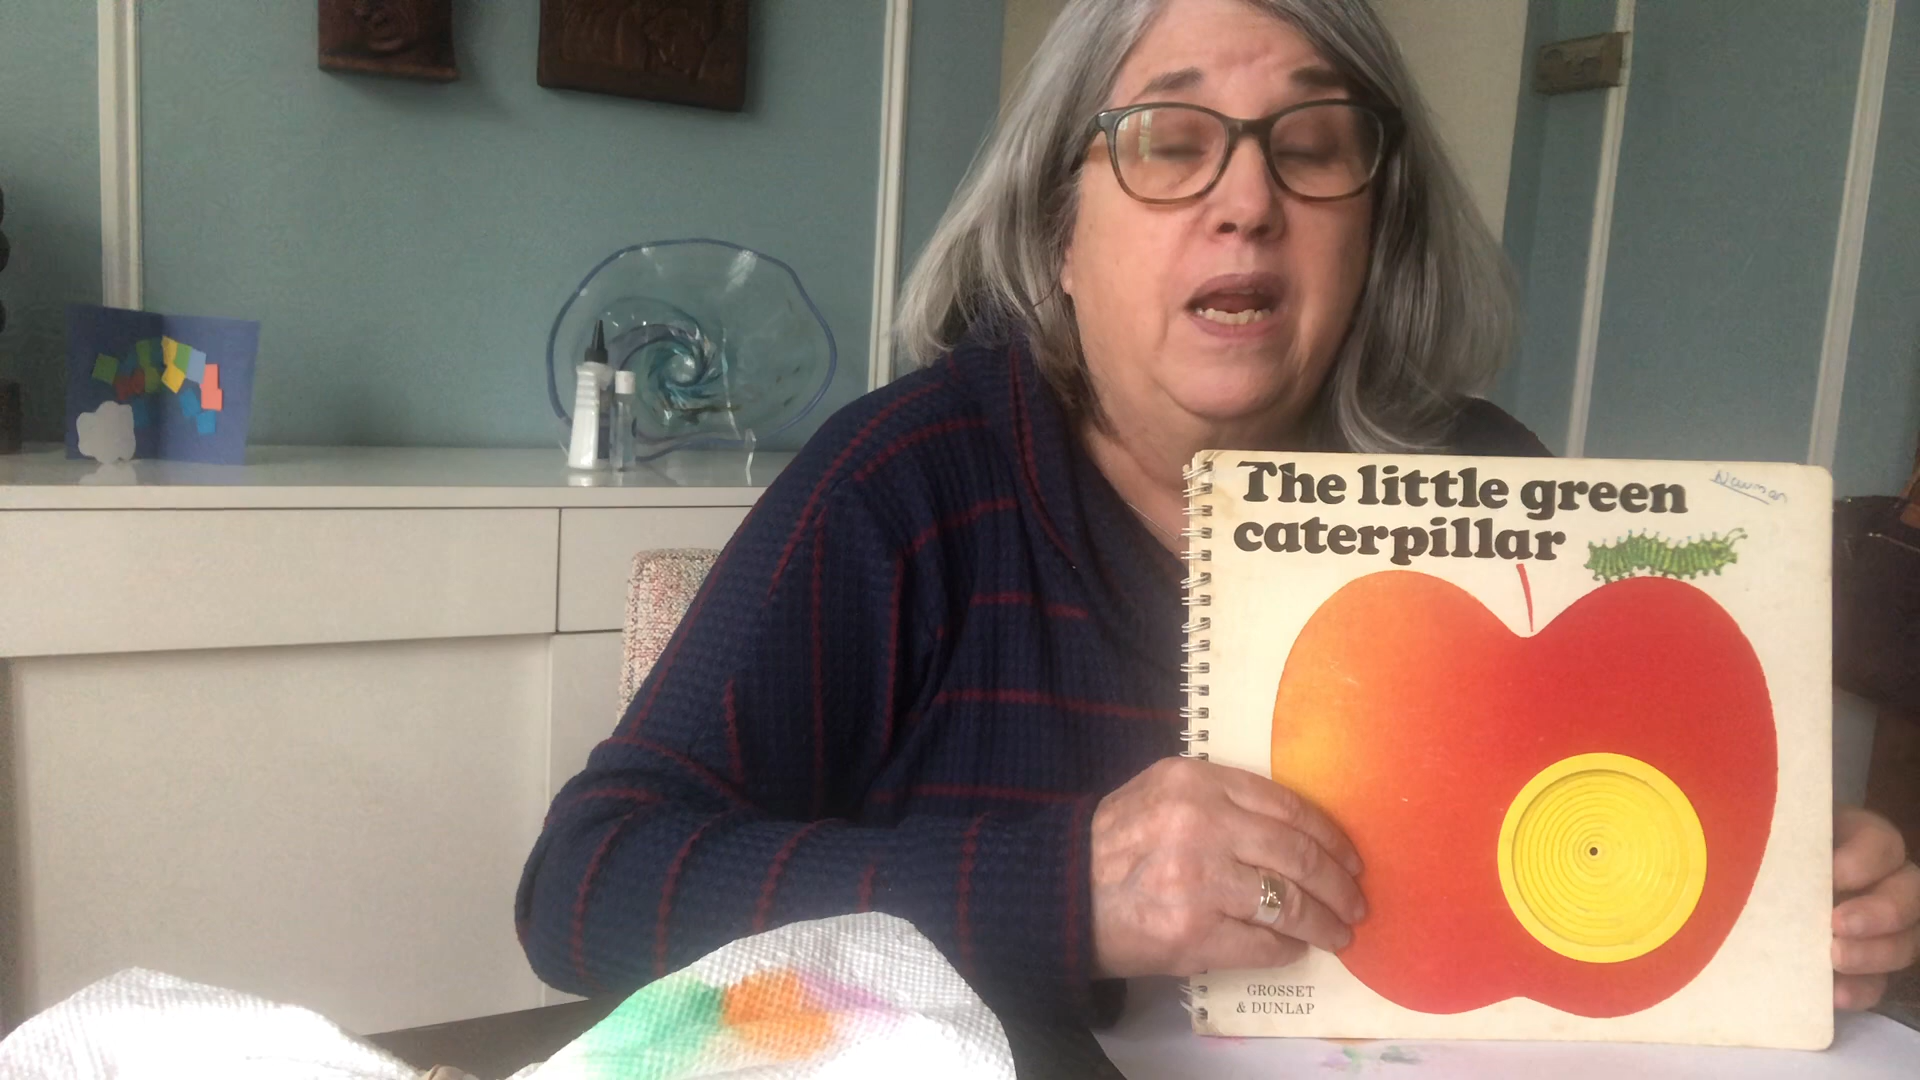 The little green
caterpillar
Newman
GROSSET
& DUNLAP